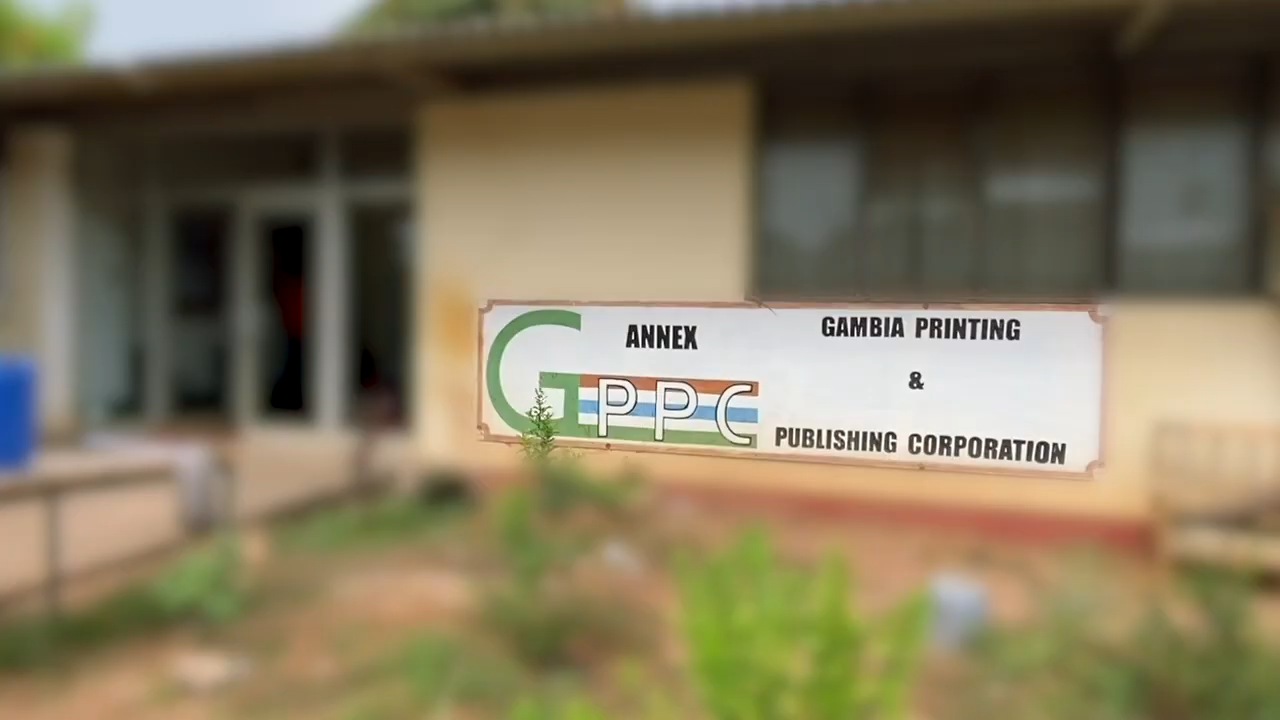 ANNEX
GPPC
GAMBIA PRINTING
&
PUBLISHING CORPORATION